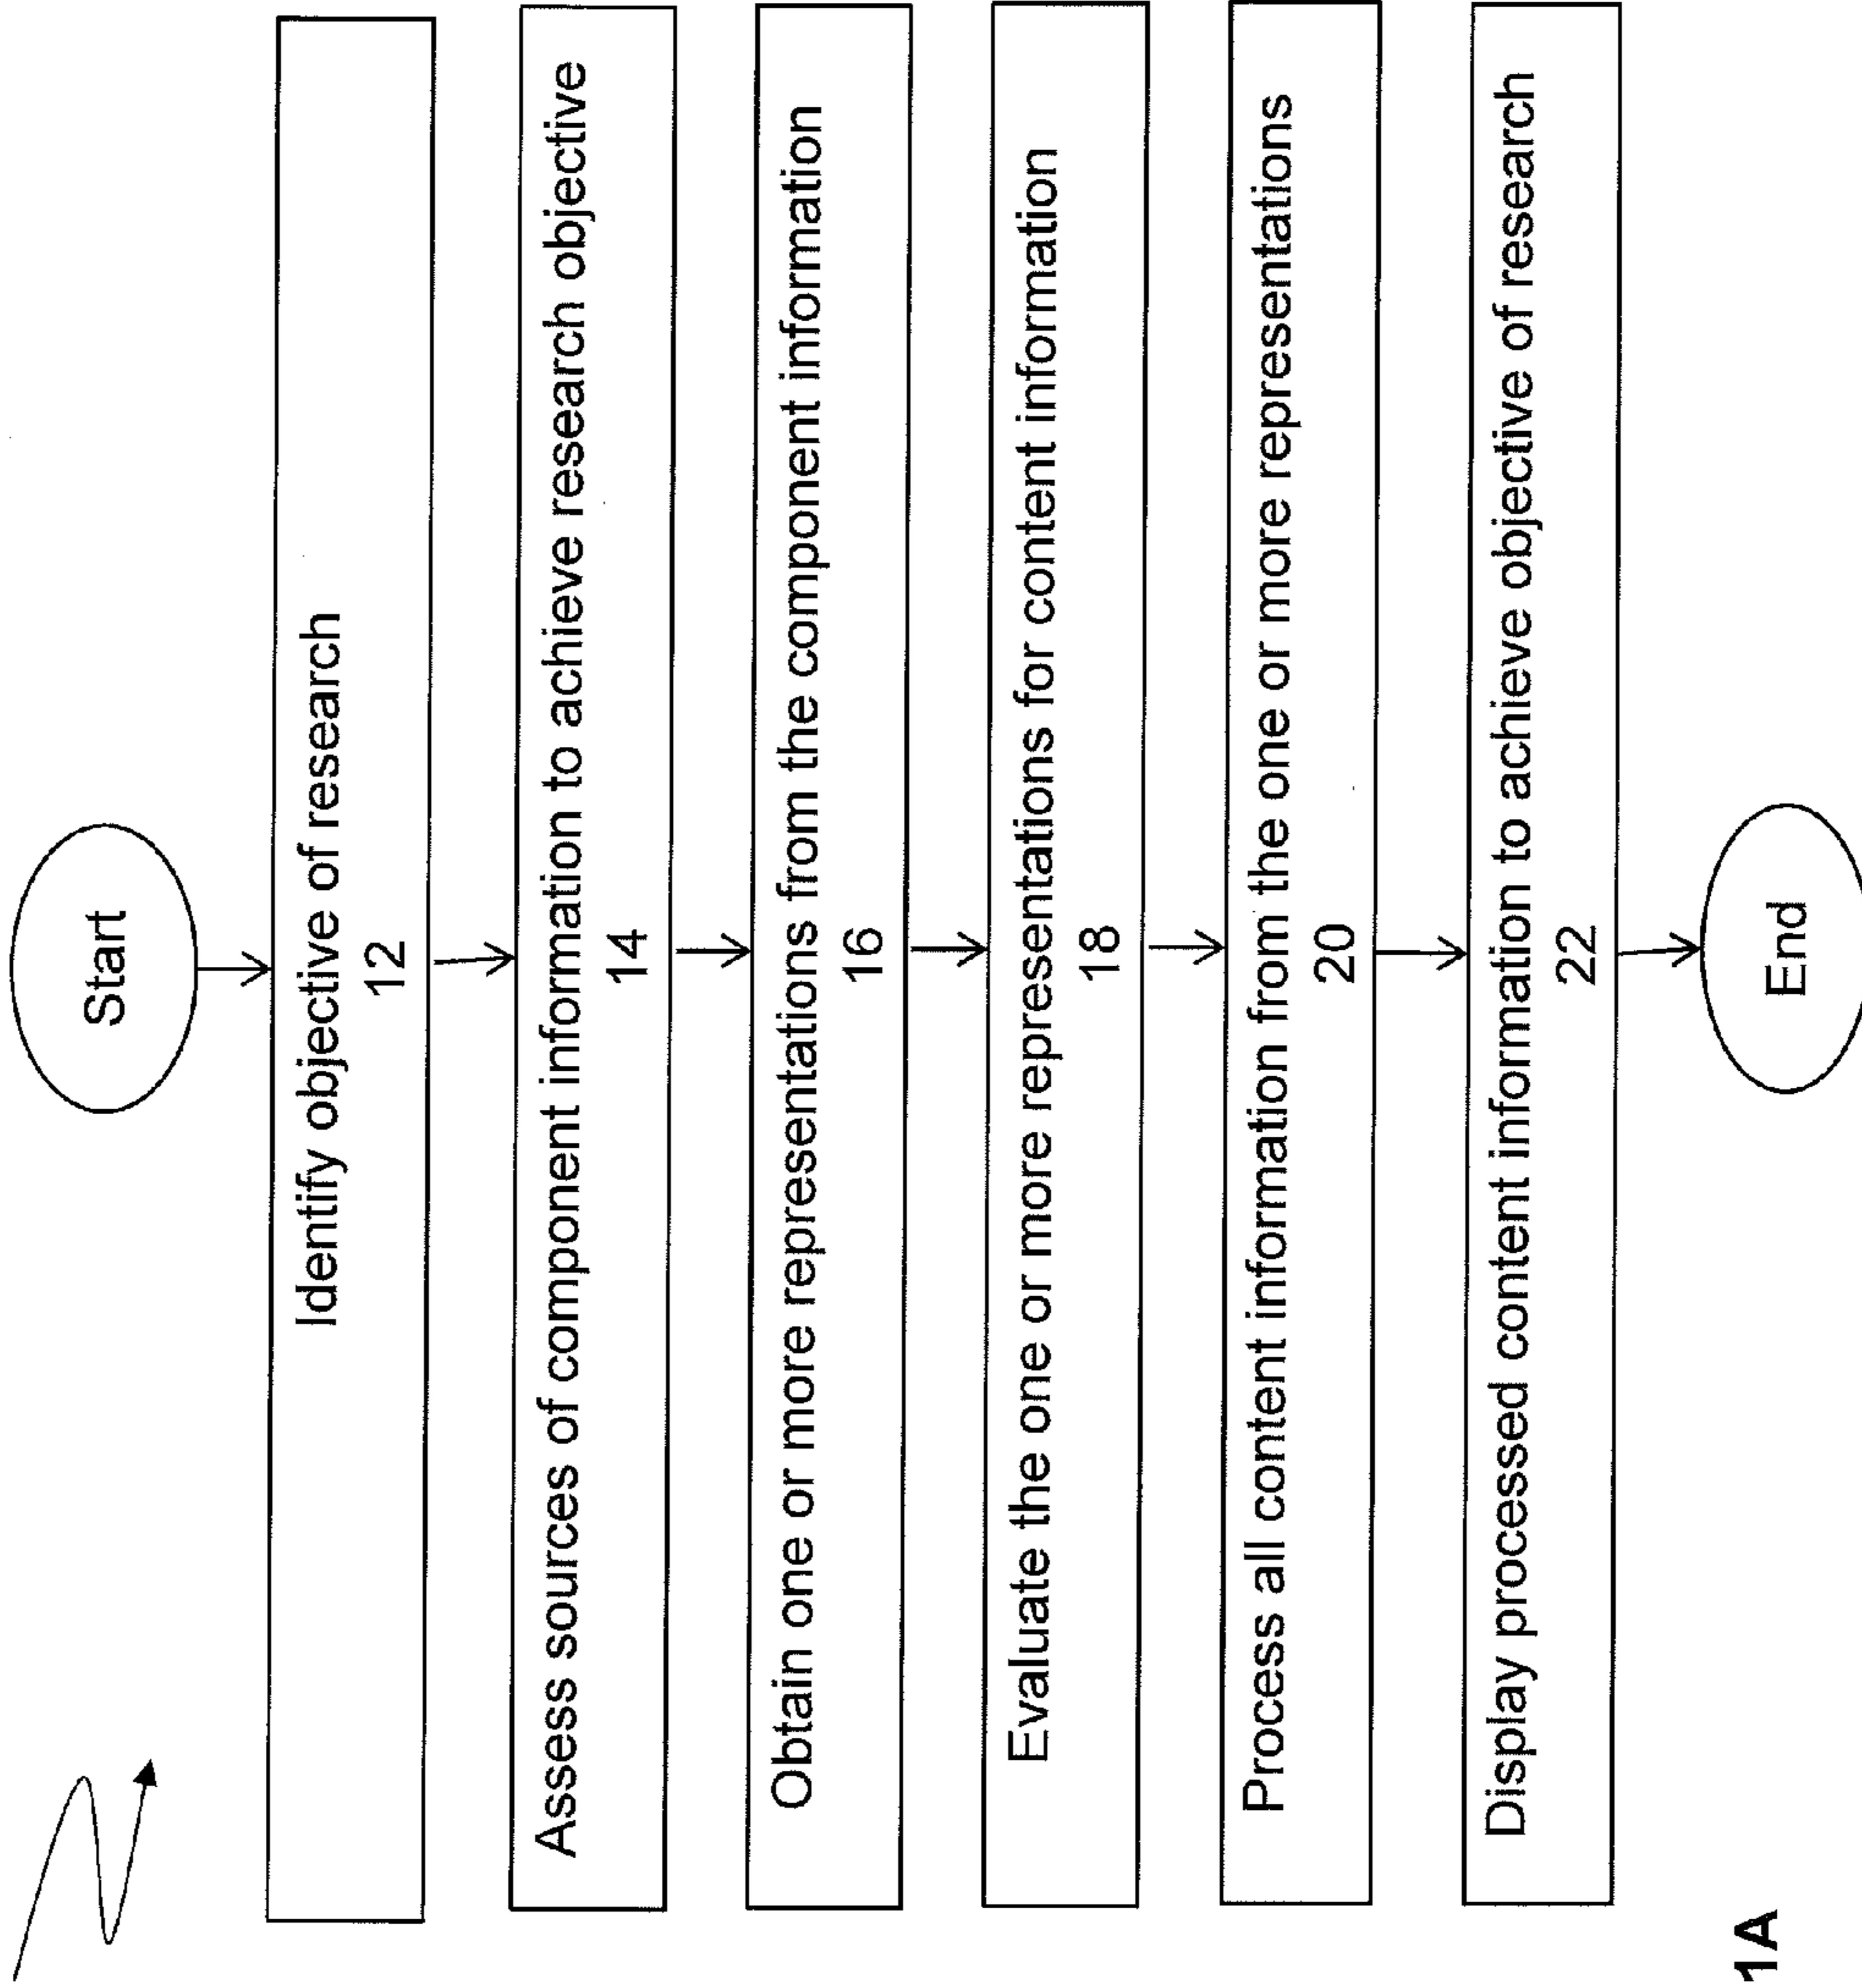 Start
Identify objective of research
12
Assess sources of component information to achieve research objective
14
Obtain one or more representations from the component information
16
Evaluate the one or more representations for content information
18
Process all content information from the one or more representations
20
Display processed content information to achieve objective of research
22
End
1A